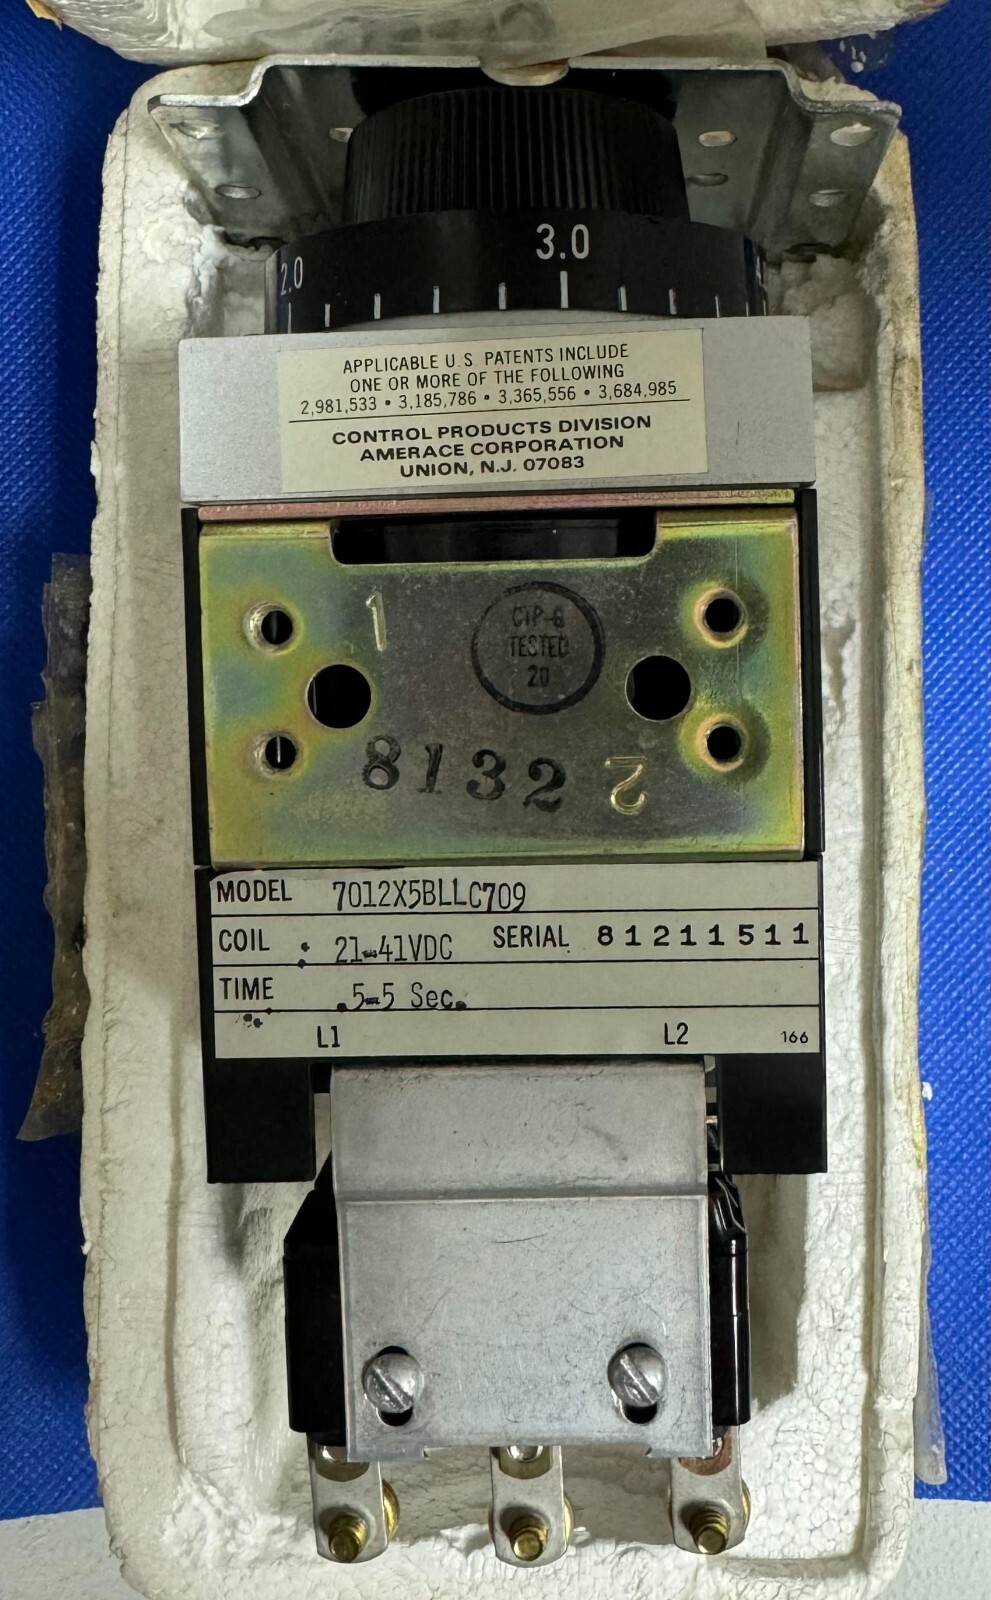 3.0
2.0
APPLICABLE U.S. PATENTS INCLUDE
ONE OR MORE OF THE FOLLOWING
2,981,533 • 3,185,786 • 3,365,556 • 3,684,985
CONTROL PRODUCTS DIVISION
AMERACE CORPORATION
UNION, N.J. 07083
1
TESTED
20
8132
2
MODEL 7012X5BLLC709
COIL 21-41VDC SERIAL 81211511
TIME .5-5 Sec.
L1 L2 166